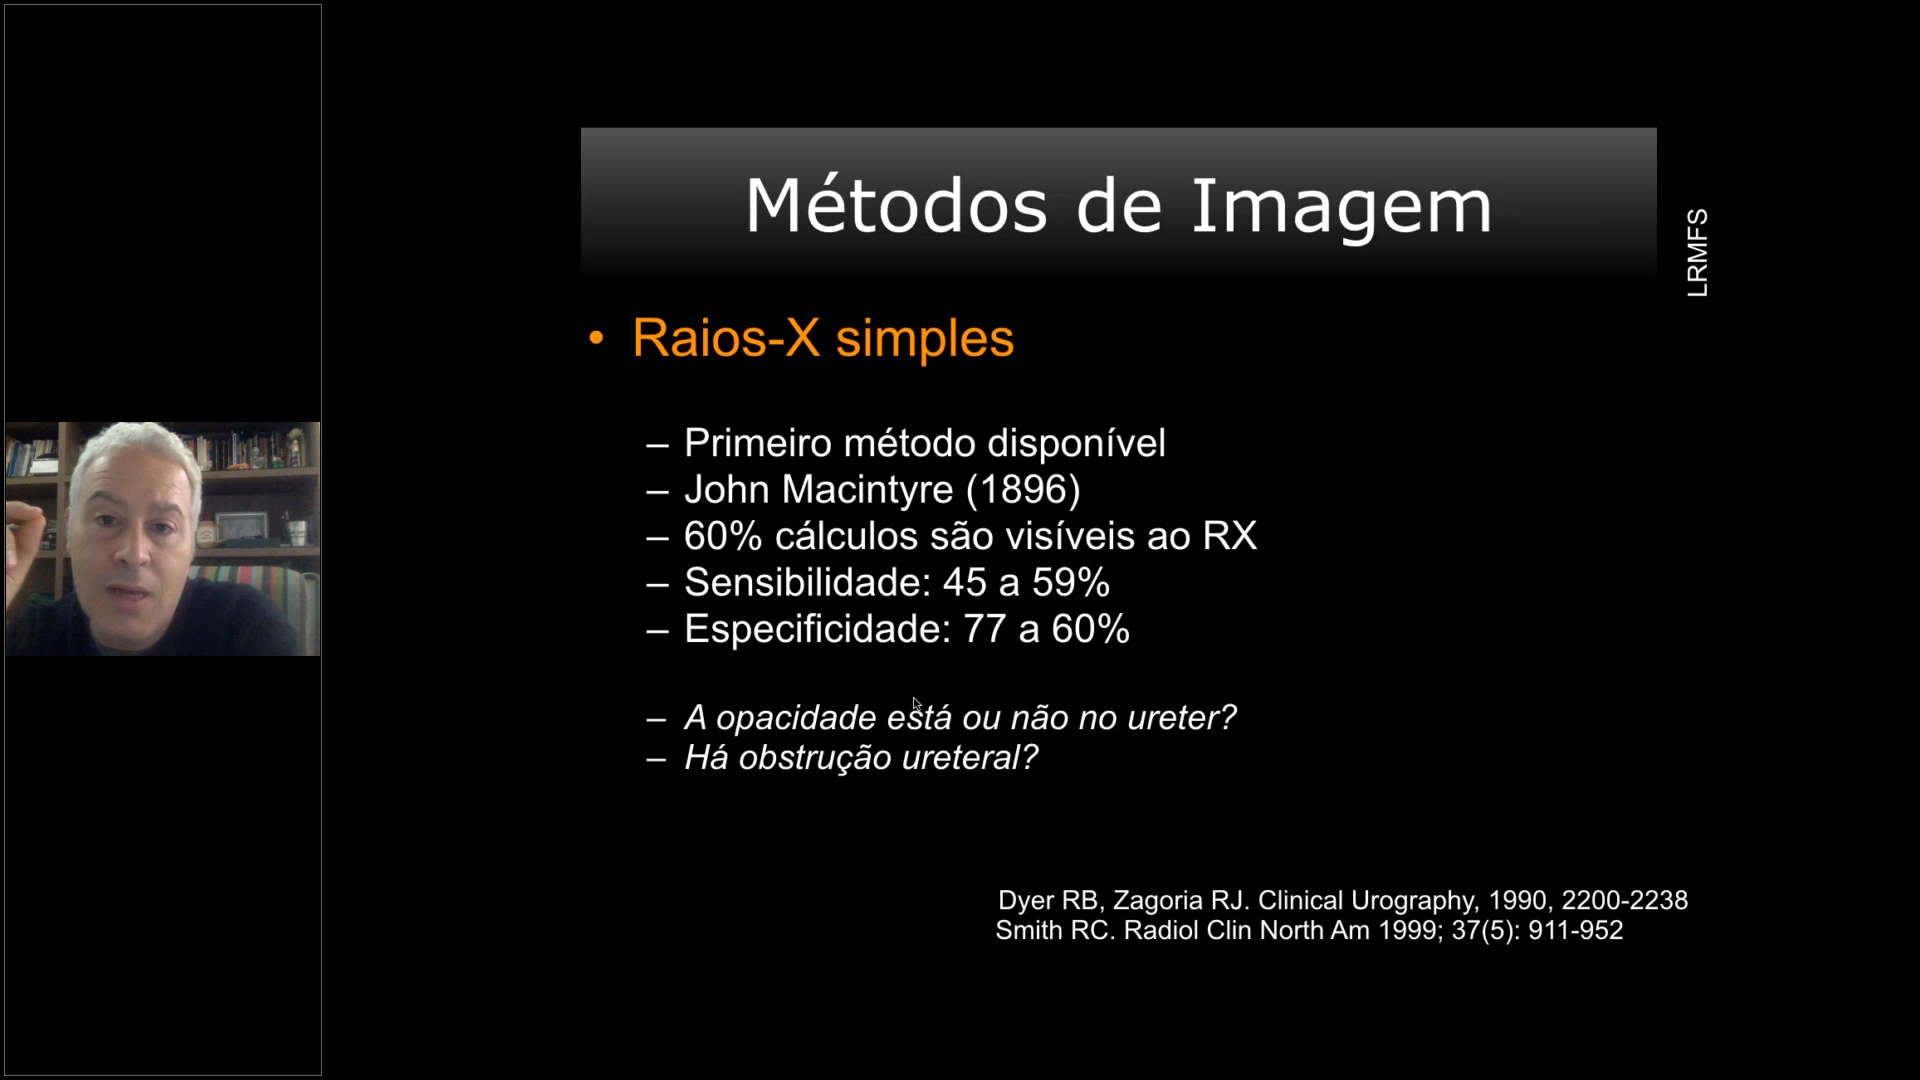 Métodos de Imagem
LRMFS
• Raios-X simples
– Primeiro método disponível
– John Macintyre (1896)
– 60% cálculos são visíveis ao RX
– Sensibilidade: 45 a 59%
– Especificidade: 77 a 60%
– A opacidade está ou não no ureter?
– Há obstrução ureteral?
Dyer RB, Zagoria RJ. Clinical Urography, 1990, 2200-2238
Smith RC. Radiol Clin North Am 1999; 37(5): 911-952